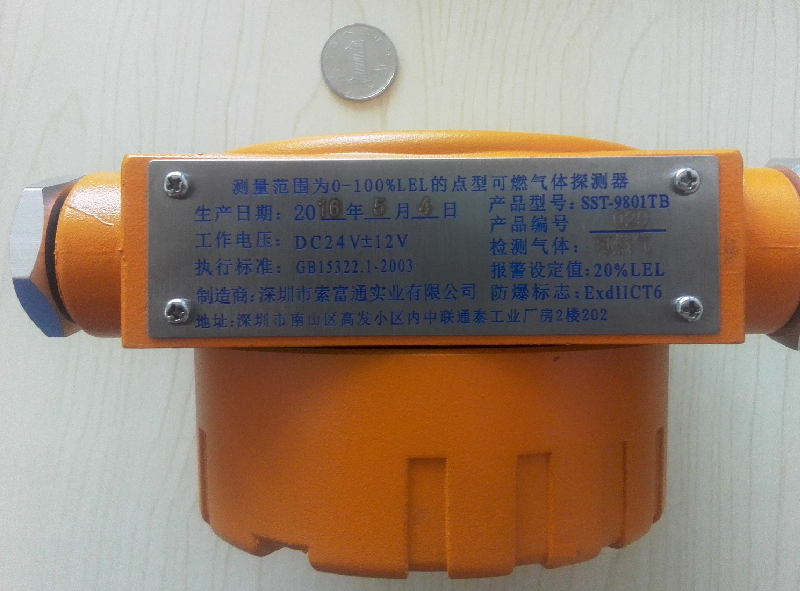 测量范围为0-100%LEL的点型可燃气体探测器
生产日期: 2016年5月4日
产品型号: SST-9801TB
产品编号
工作电压: DC24V±12V
检测气体:
执行标准: GB15322.1-2003
报警设定值: 20%LEL
制造商: 深圳市索富通实业有限公司
防爆标志: ExdllCT6
地址: 深圳市南山区高发小区内中联通泰工业厂房2楼202